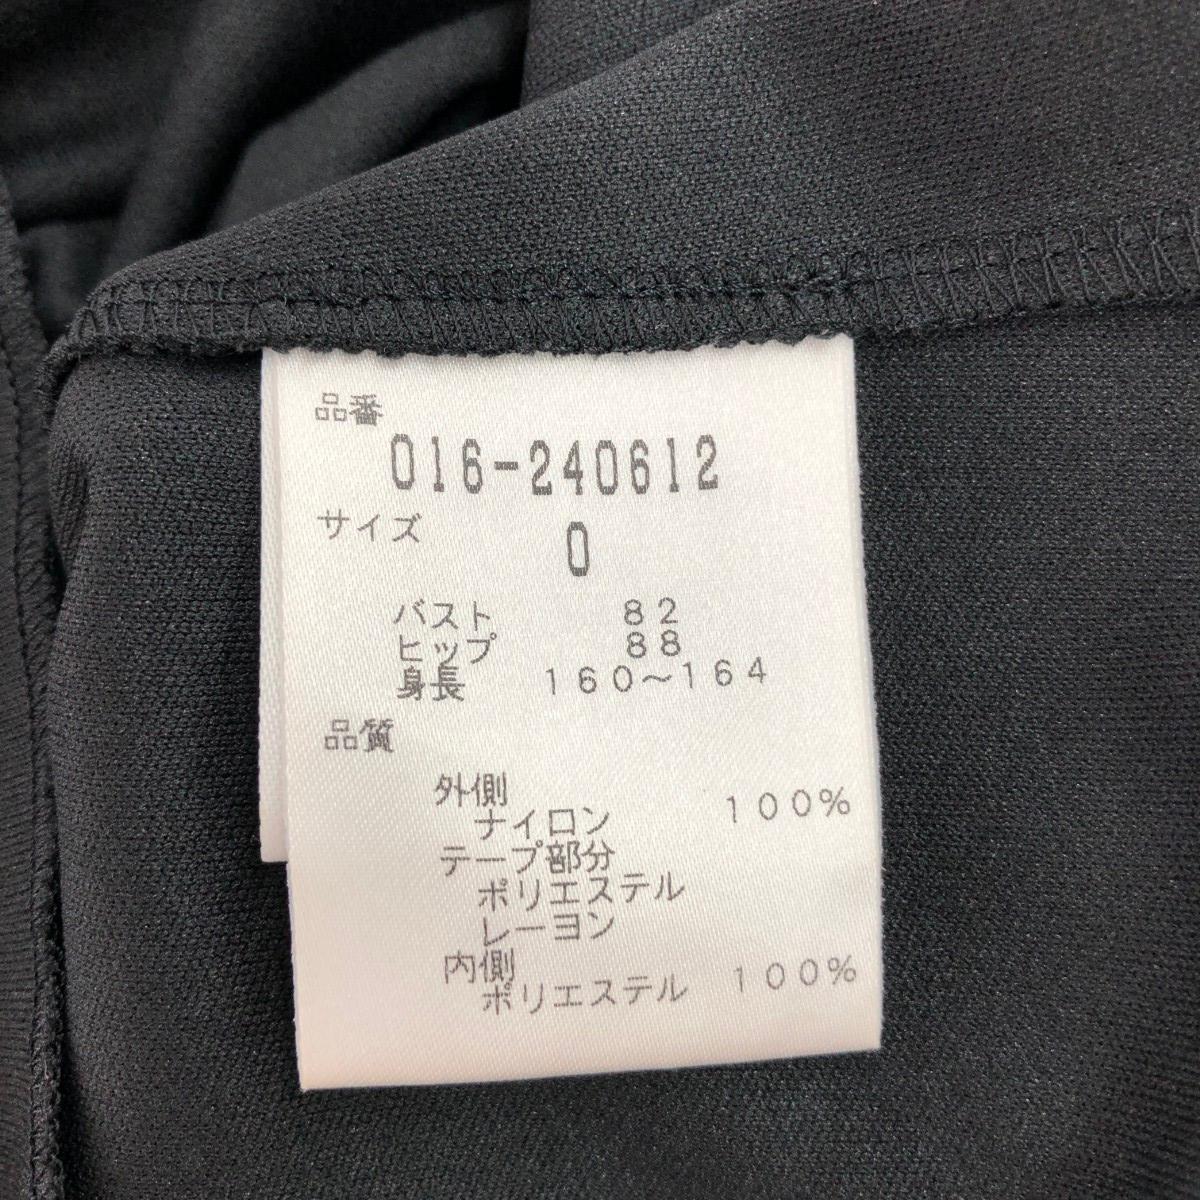 品番
016-240612
サイズ
0
バスト 82
ヒップ 88
身長 160〜164
品質
外側
ナイロン 100%
テープ部分
ポリエステル
レーヨン
内側
ポリエステル 100%